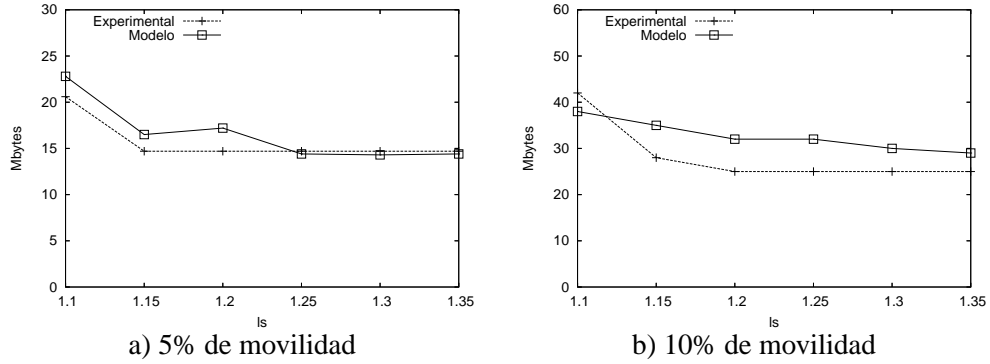 30
25
20
15
10
5
0
Mbytes
Experimental
Modelo
1.1 1.15 1.2 1.25 1.3 1.35
Is
a) 5% de movilidad
60
50
40
30
20
10
0
Mbytes
Experimental
Modelo
1.1 1.15 1.2 1.25 1.3 1.35
Is
b) 10% de movilidad